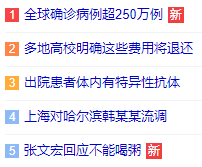 1 全球确诊病例超250万例 新
2 多地高校明确这些费用将退还
3 出院患者体内有特异性抗体
4 上海对哈尔滨韩某某流调
5 张文宏回应不能喝粥 新